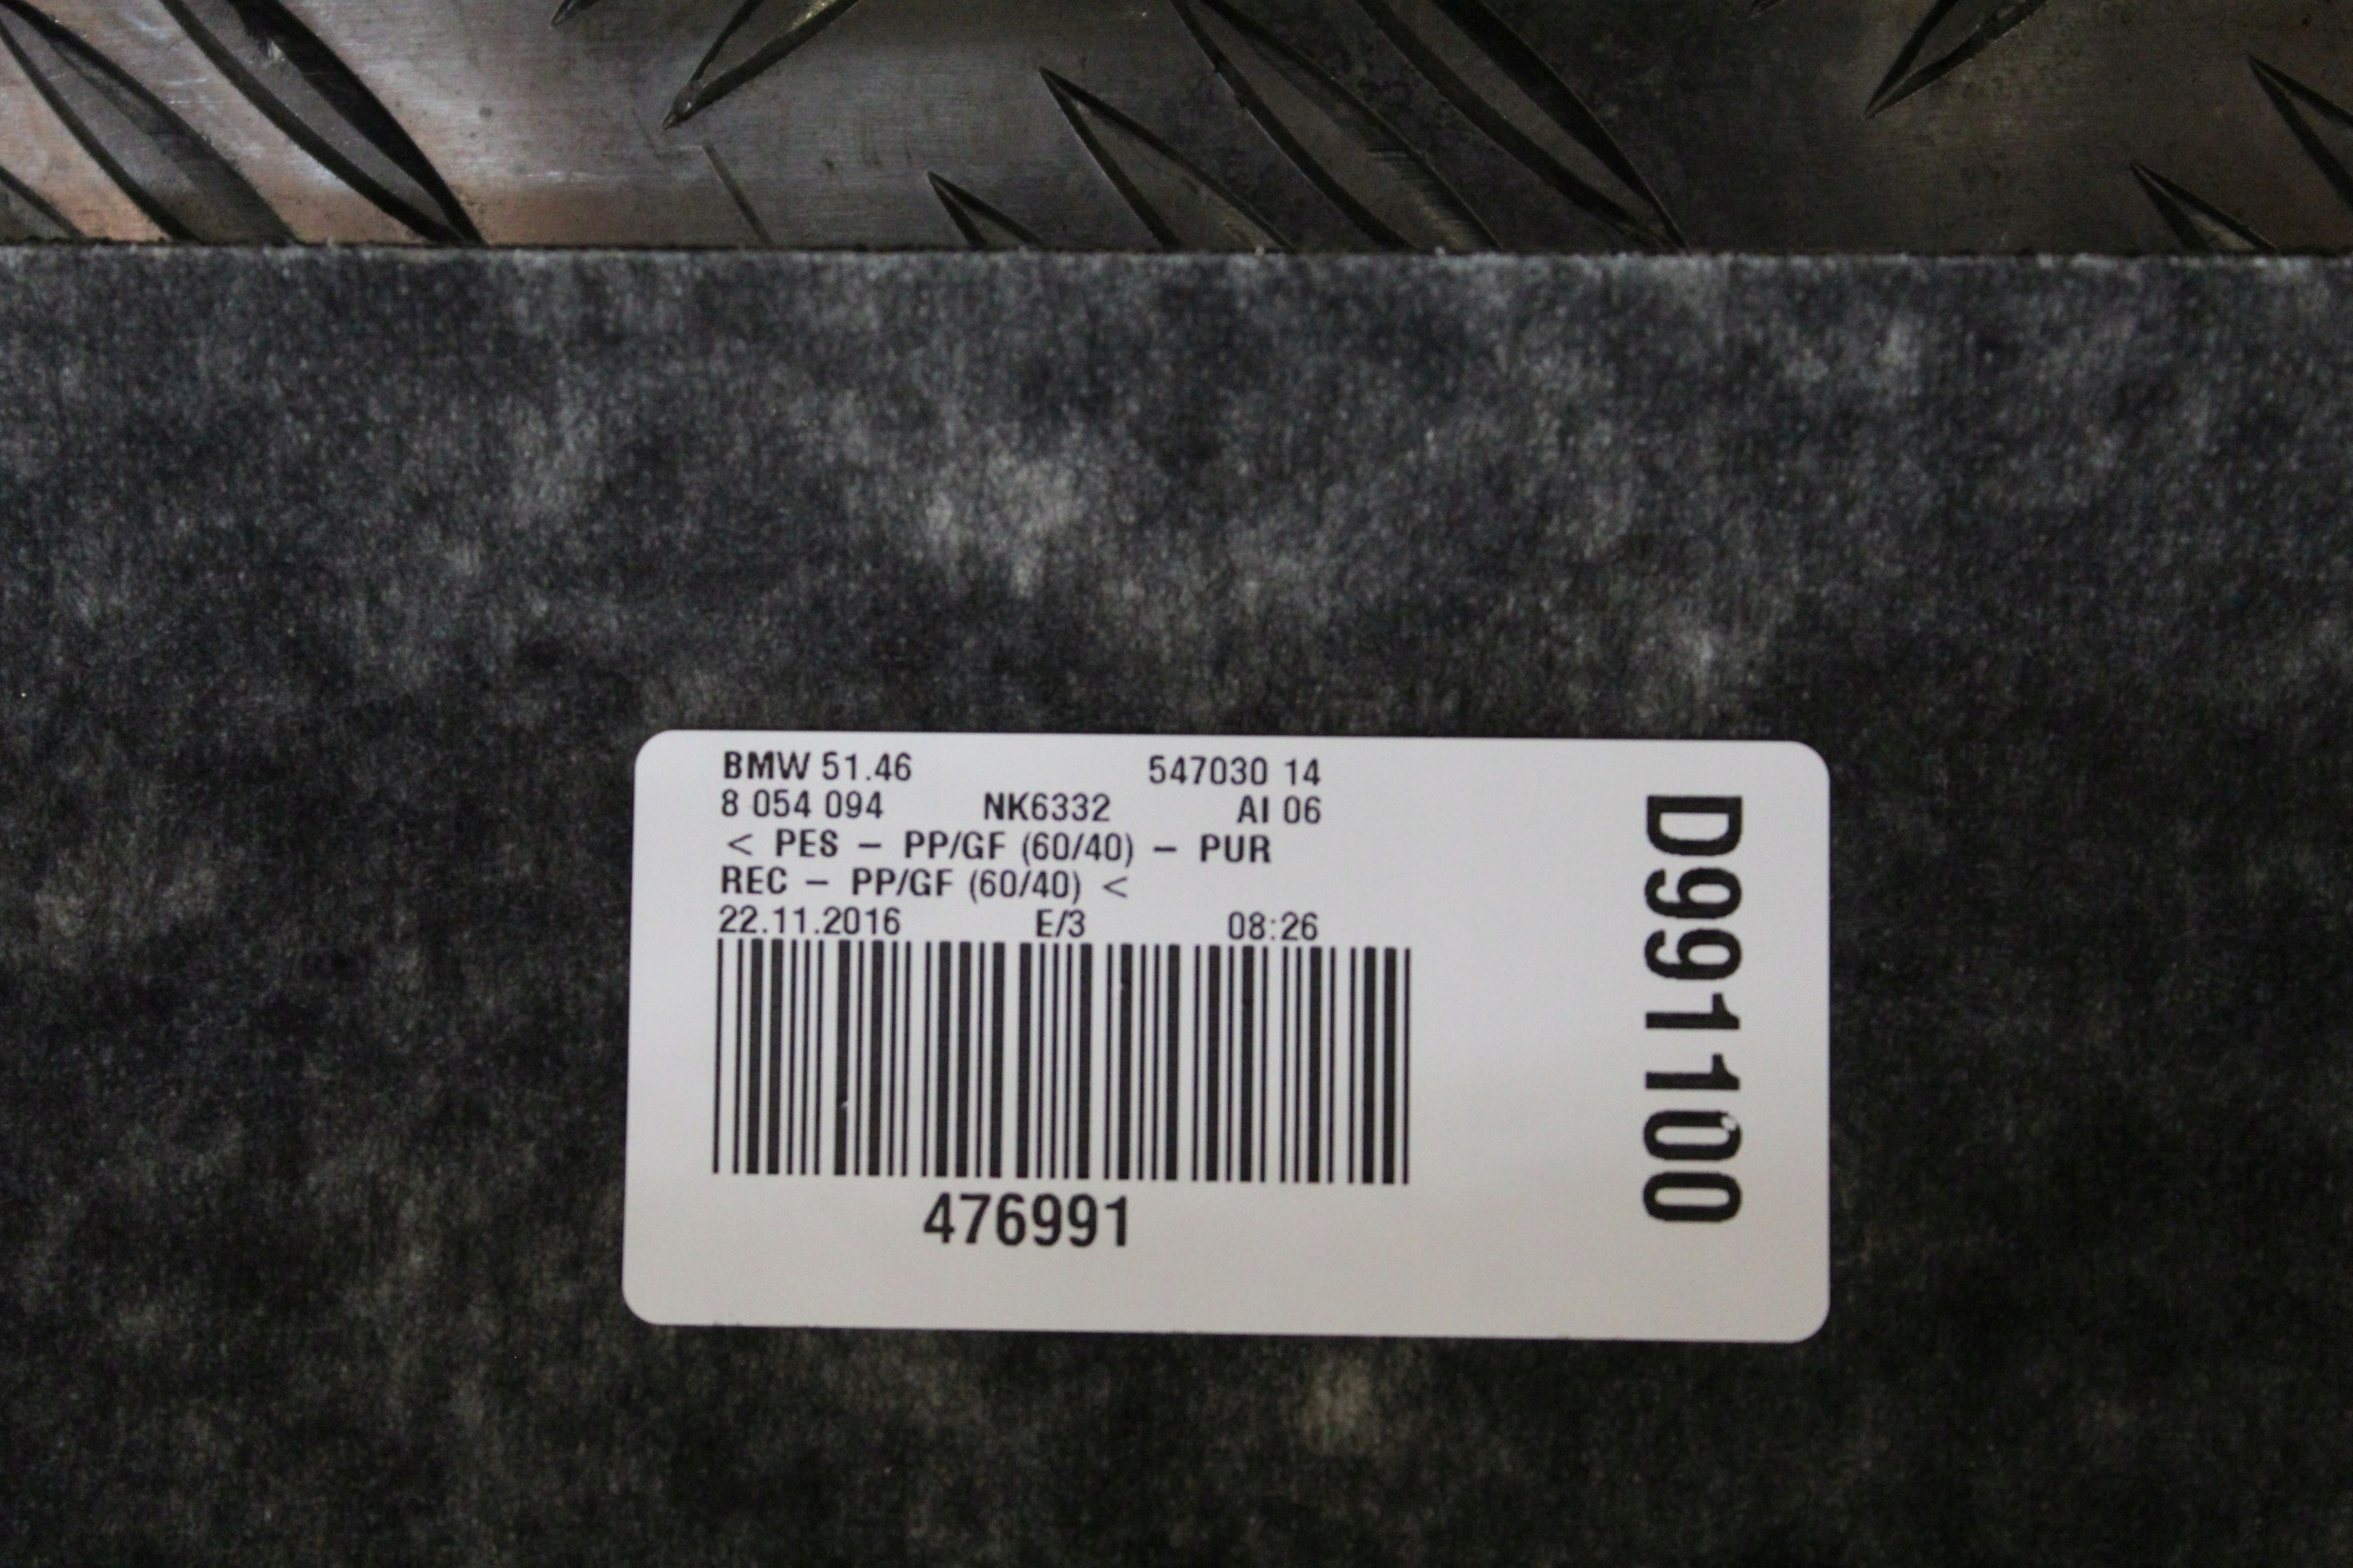 BMW 51.46 547030 14
8 054 094 NK6332 AI 06
< PES – PP/GF (60/40) – PUR
REC – PP/GF (60/40) <
22.11.2016 E/3 08:26
476991
D991100